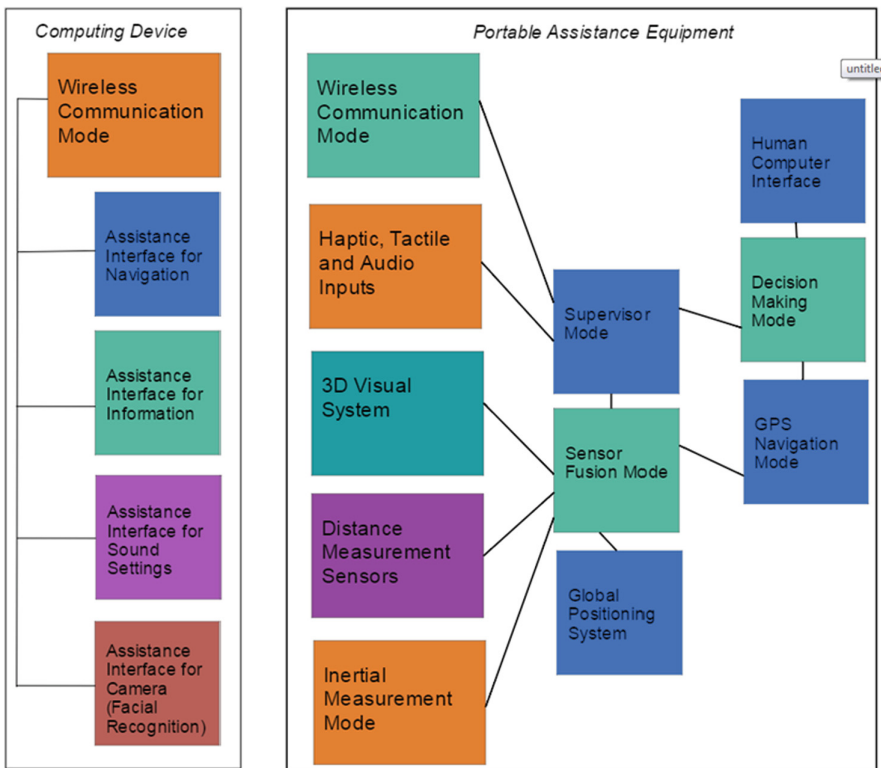 Computing Device
Wireless
Communication
Mode
Assistance
Interface for
Navigation
Assistance
Interface for
Information
Assistance
Interface for
Sound
Settings
Assistance
Interface for
Camera
(Facial
Recognition)
Portable Assistance Equipment
untitle
Wireless
Communication
Mode
Haptic, Tactile
and Audio
Inputs
3D Visual
System
Distance
Measurement
Sensors
Inertial
Measurement
Mode
Supervisor
Mode
Sensor
Fusion Mode
Global
Positioning
System
Human
Computer
Interface
Decision
Making
Mode
GPS
Navigation
Mode